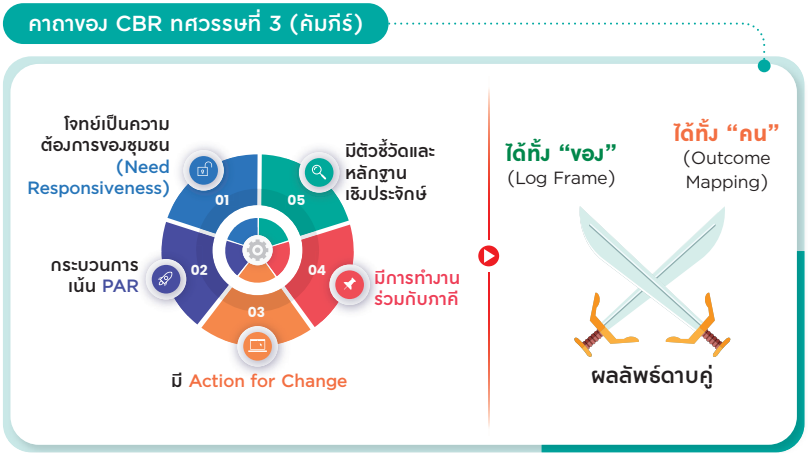 คาถาของ CBR ทศวรรษที่ 3 (คัมภีร์)
โจทย์เป็นความ
ต้องการของชุมชน
(Need
Responsiveness)
01
กระบวนการ
เน้น PAR
02
มี Action for Change
03
มีการทำงาน
ร่วมกับภาคี
04
มีตัวชี้วัดและ
หลักฐาน
เชิงประจักษ์
05
ได้ทั้ง “ของ”
(Log Frame)
ได้ทั้ง “คน”
(Outcome
Mapping)
ผลลัพธ์ดาบคู่